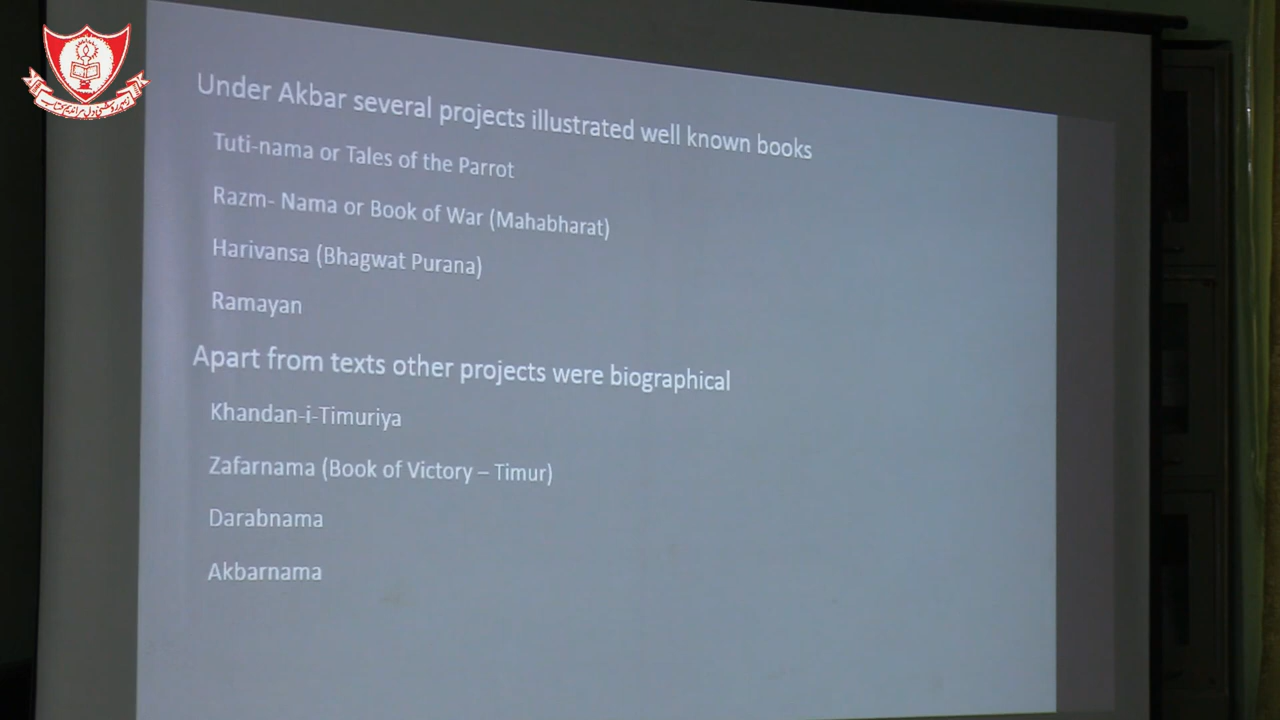 Under Akbar several projects illustrated well known books
Tuti-nama or Tales of the Parrot
Razm- Nama or Book of War (Mahabharat)
Harivansa (Bhagwat Purana)
Ramayan
Apart from texts other projects were biographical
Khandan-i-Timuriya
Zafarnama (Book of Victory – Timur)
Darabnama
Akbarnama